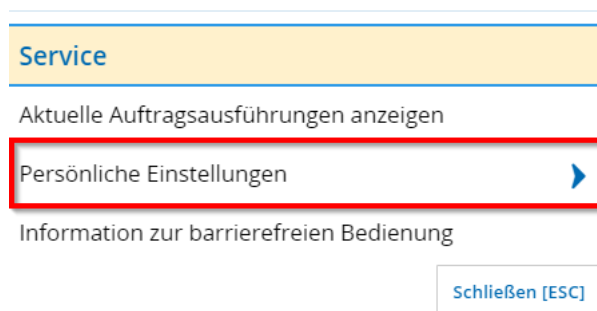 Service
Aktuelle Auftragsausführungen anzeigen
Persönliche Einstellungen
Information zur barrierefreien Bedienung
Schließen [ESC]